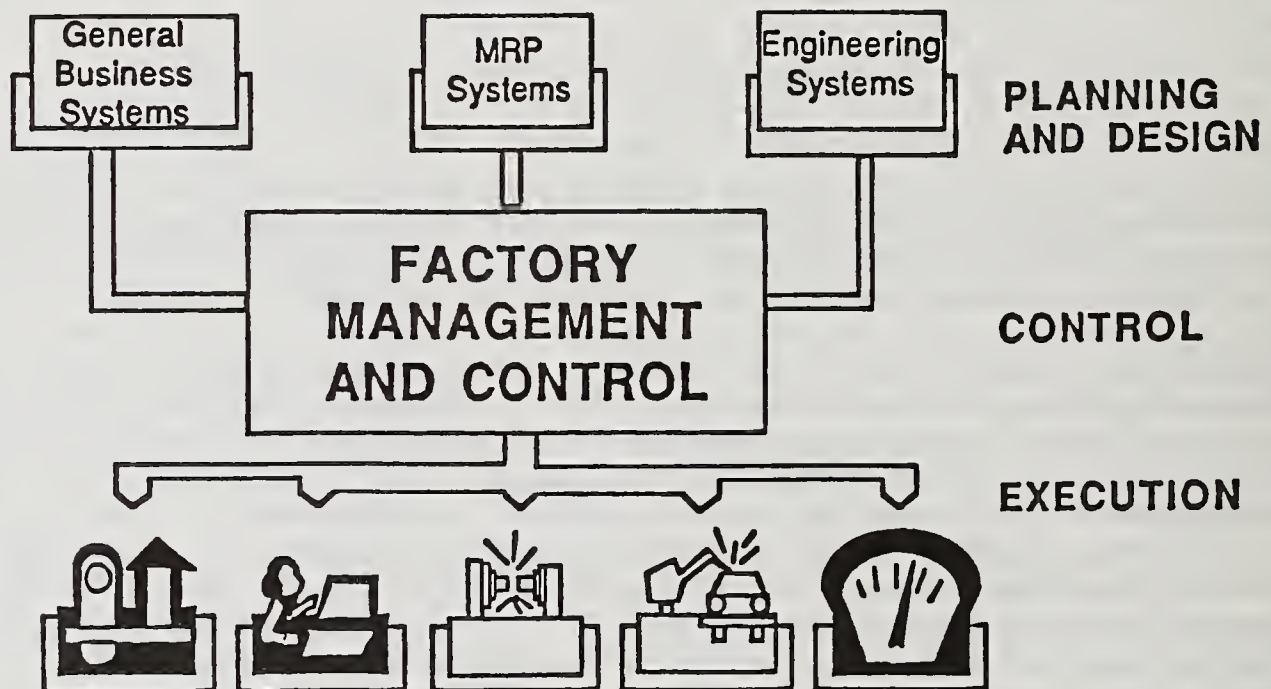 General
Business
Systems
MRP
Systems
Engineering
Systems
PLANNING
AND DESIGN
FACTORY
MANAGEMENT
AND CONTROL
CONTROL
EXECUTION